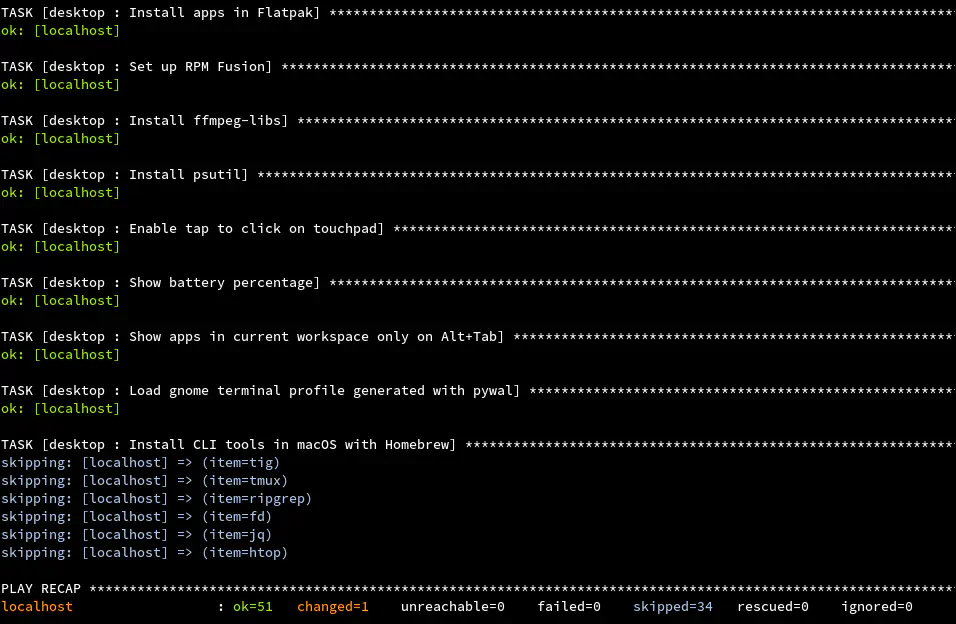 TASK [desktop : Install apps in Flatpak] ******************************************************************************
ok: [localhost]
TASK [desktop : Set up RPM Fusion] ************************************************************************************
ok: [localhost]
TASK [desktop : Install ffmpeg-libs] **********************************************************************************
ok: [localhost]
TASK [desktop : Install psutil] ***************************************************************************************
ok: [localhost]
TASK [desktop : Enable tap to click on touchpad] **********************************************************************
ok: [localhost]
TASK [desktop : Show battery percentage] ******************************************************************************
ok: [localhost]
TASK [desktop : Show apps in current workspace only on Alt+Tab] *******************************************************
ok: [localhost]
TASK [desktop : Load gnome terminal profile generated with pywal] *****************************************************
ok: [localhost]
TASK [desktop : Install CLI tools in macOS with Homebrew] *************************************************************
skipping: [localhost] => (item=tig)
skipping: [localhost] => (item=tmux)
skipping: [localhost] => (item=ripgrep)
skipping: [localhost] => (item=fd)
skipping: [localhost] => (item=jq)
skipping: [localhost] => (item=htop)
PLAY RECAP ************************************************************************************************************
localhost                  : ok=51   changed=1    unreachable=0    failed=0    skipped=34   rescued=0    ignored=0